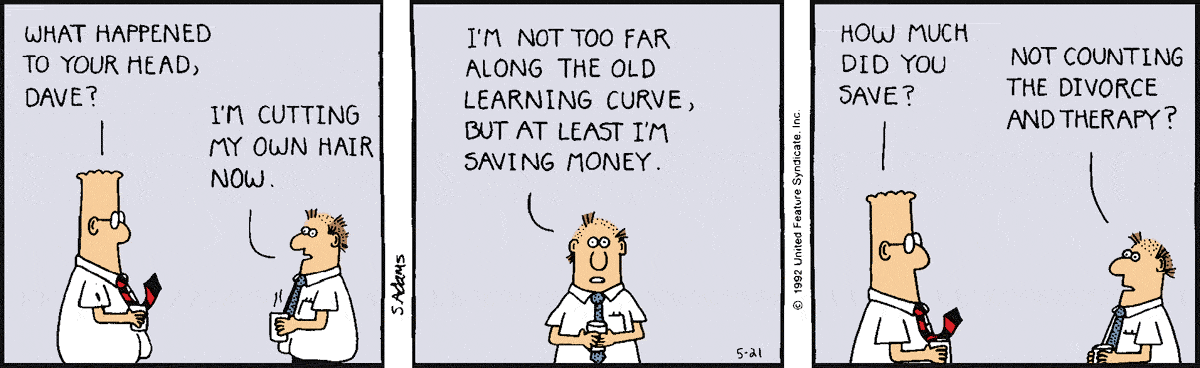 WHAT HAPPENED
TO YOUR HEAD,
DAVE?
I'M CUTTING
MY OWN HAIR
NOW.
S.Adams
I'M NOT TOO FAR
ALONG THE OLD
LEARNING CURVE,
BUT AT LEAST I'M
SAVING MONEY.
5-21
© 1992 United Feature Syndicate, Inc.
HOW MUCH
DID YOU
SAVE?
NOT COUNTING
THE DIVORCE
AND THERAPY?